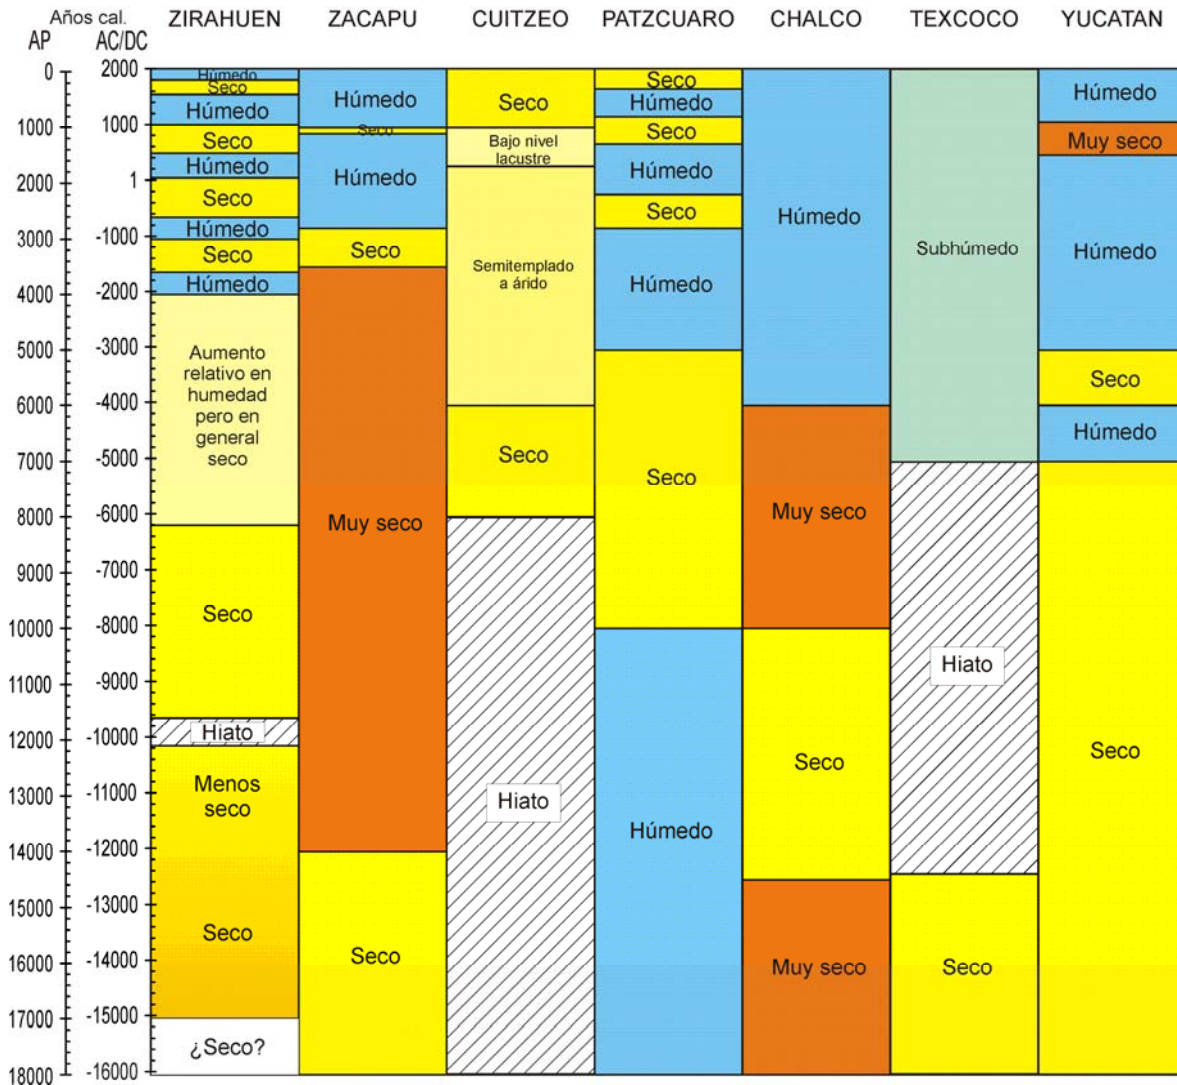 Años cal.
AP AC/DC
ZIRAHUEN ZACAPU CUITZEO PATZCUARO CHALCO TEXCOCO YUCATAN
0
1000
2000
3000
4000
5000
6000
7000
8000
9000
10000
11000
12000
13000
14000
15000
16000
17000
18000
2000
1000
1
-1000
-2000
-3000
-4000
-5000
-6000
-7000
-8000
-9000
-10000
-11000
-12000
-13000
-14000
-15000
-16000
Húmedo
Seco
Húmedo
Seco
Húmedo
Seco
Húmedo
Seco
Húmedo
Aumento
relativo en
humedad
pero en
general
seco
Seco
Hiato
Menos
seco
Seco
¿Seco?
Húmedo
Seco
Húmedo
Seco
Muy seco
Seco
Seco
Bajo nivel
lacustre
Semitemplado
a árido
Seco
Hiato
Seco
Húmedo
Seco
Húmedo
Seco
Húmedo
Seco
Húmedo
Húmedo
Muy seco
Seco
Muy seco
Subhúmedo
Hiato
Seco
Húmedo
Muy seco
Húmedo
Seco
Húmedo
Seco